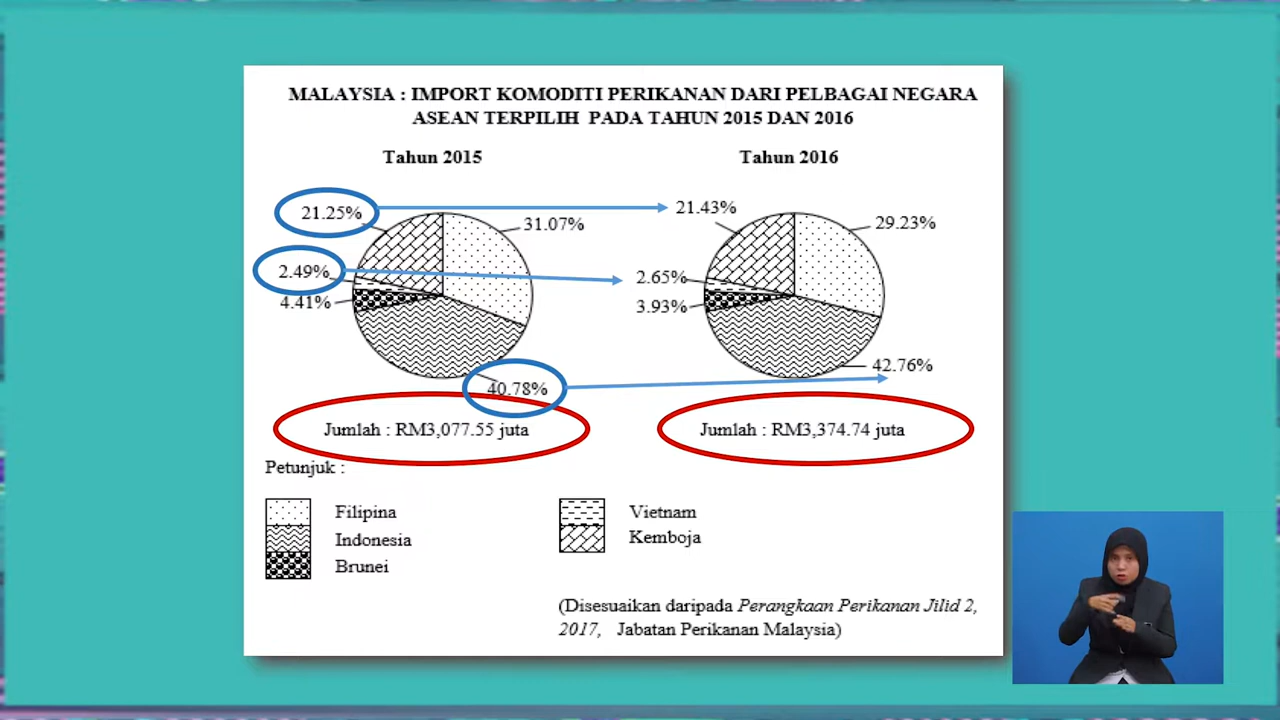 MALAYSIA : IMPORT KOMODITI PERIKANAN DARI PELBAGAI NEGARA
ASEAN TERPILIH PADA TAHUN 2015 DAN 2016
Tahun 2015
Tahun 2016
21.25%
31.07%
2.49%
4.41%
40.78%
21.43%
29.23%
2.65%
3.93%
42.76%
Jumlah : RM3,077.55 juta
Jumlah : RM3,374.74 juta
Petunjuk :
Filipina
Indonesia
Brunei
Vietnam
Kemboja
(Disesuaikan daripada Perangkaan Perikanan Jilid 2,
2017, Jabatan Perikanan Malaysia)